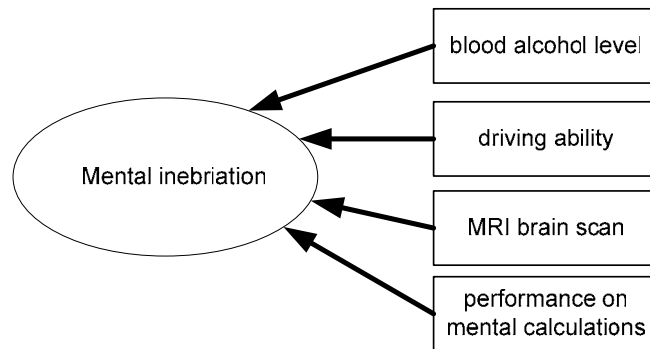 blood alcohol level
driving ability
Mental inebriation
MRI brain scan
performance on
mental calculations